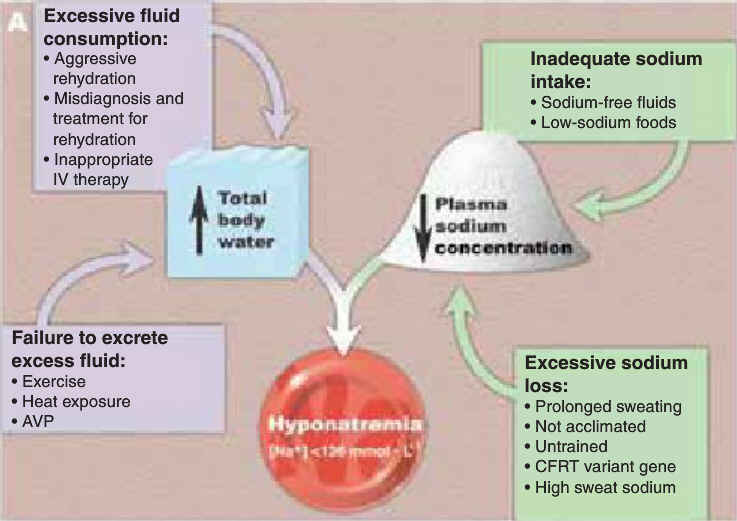 A
Excessive fluid
consumption:
• Aggressive
rehydration
• Misdiagnosis and
treatment for
rehydration
• Inappropriate
IV therapy
Inadequate sodium
intake:
• Sodium-free fluids
• Low-sodium foods
Total
body
water
Plasma
sodium
concentration
Failure to excrete
excess fluid:
• Exercise
• Heat exposure
• AVP
Hyponatremia
[Na⁺] <136 mmol · L⁻¹
Excessive sodium
loss:
• Prolonged sweating
• Not acclimated
• Untrained
• CFRT variant gene
• High sweat sodium